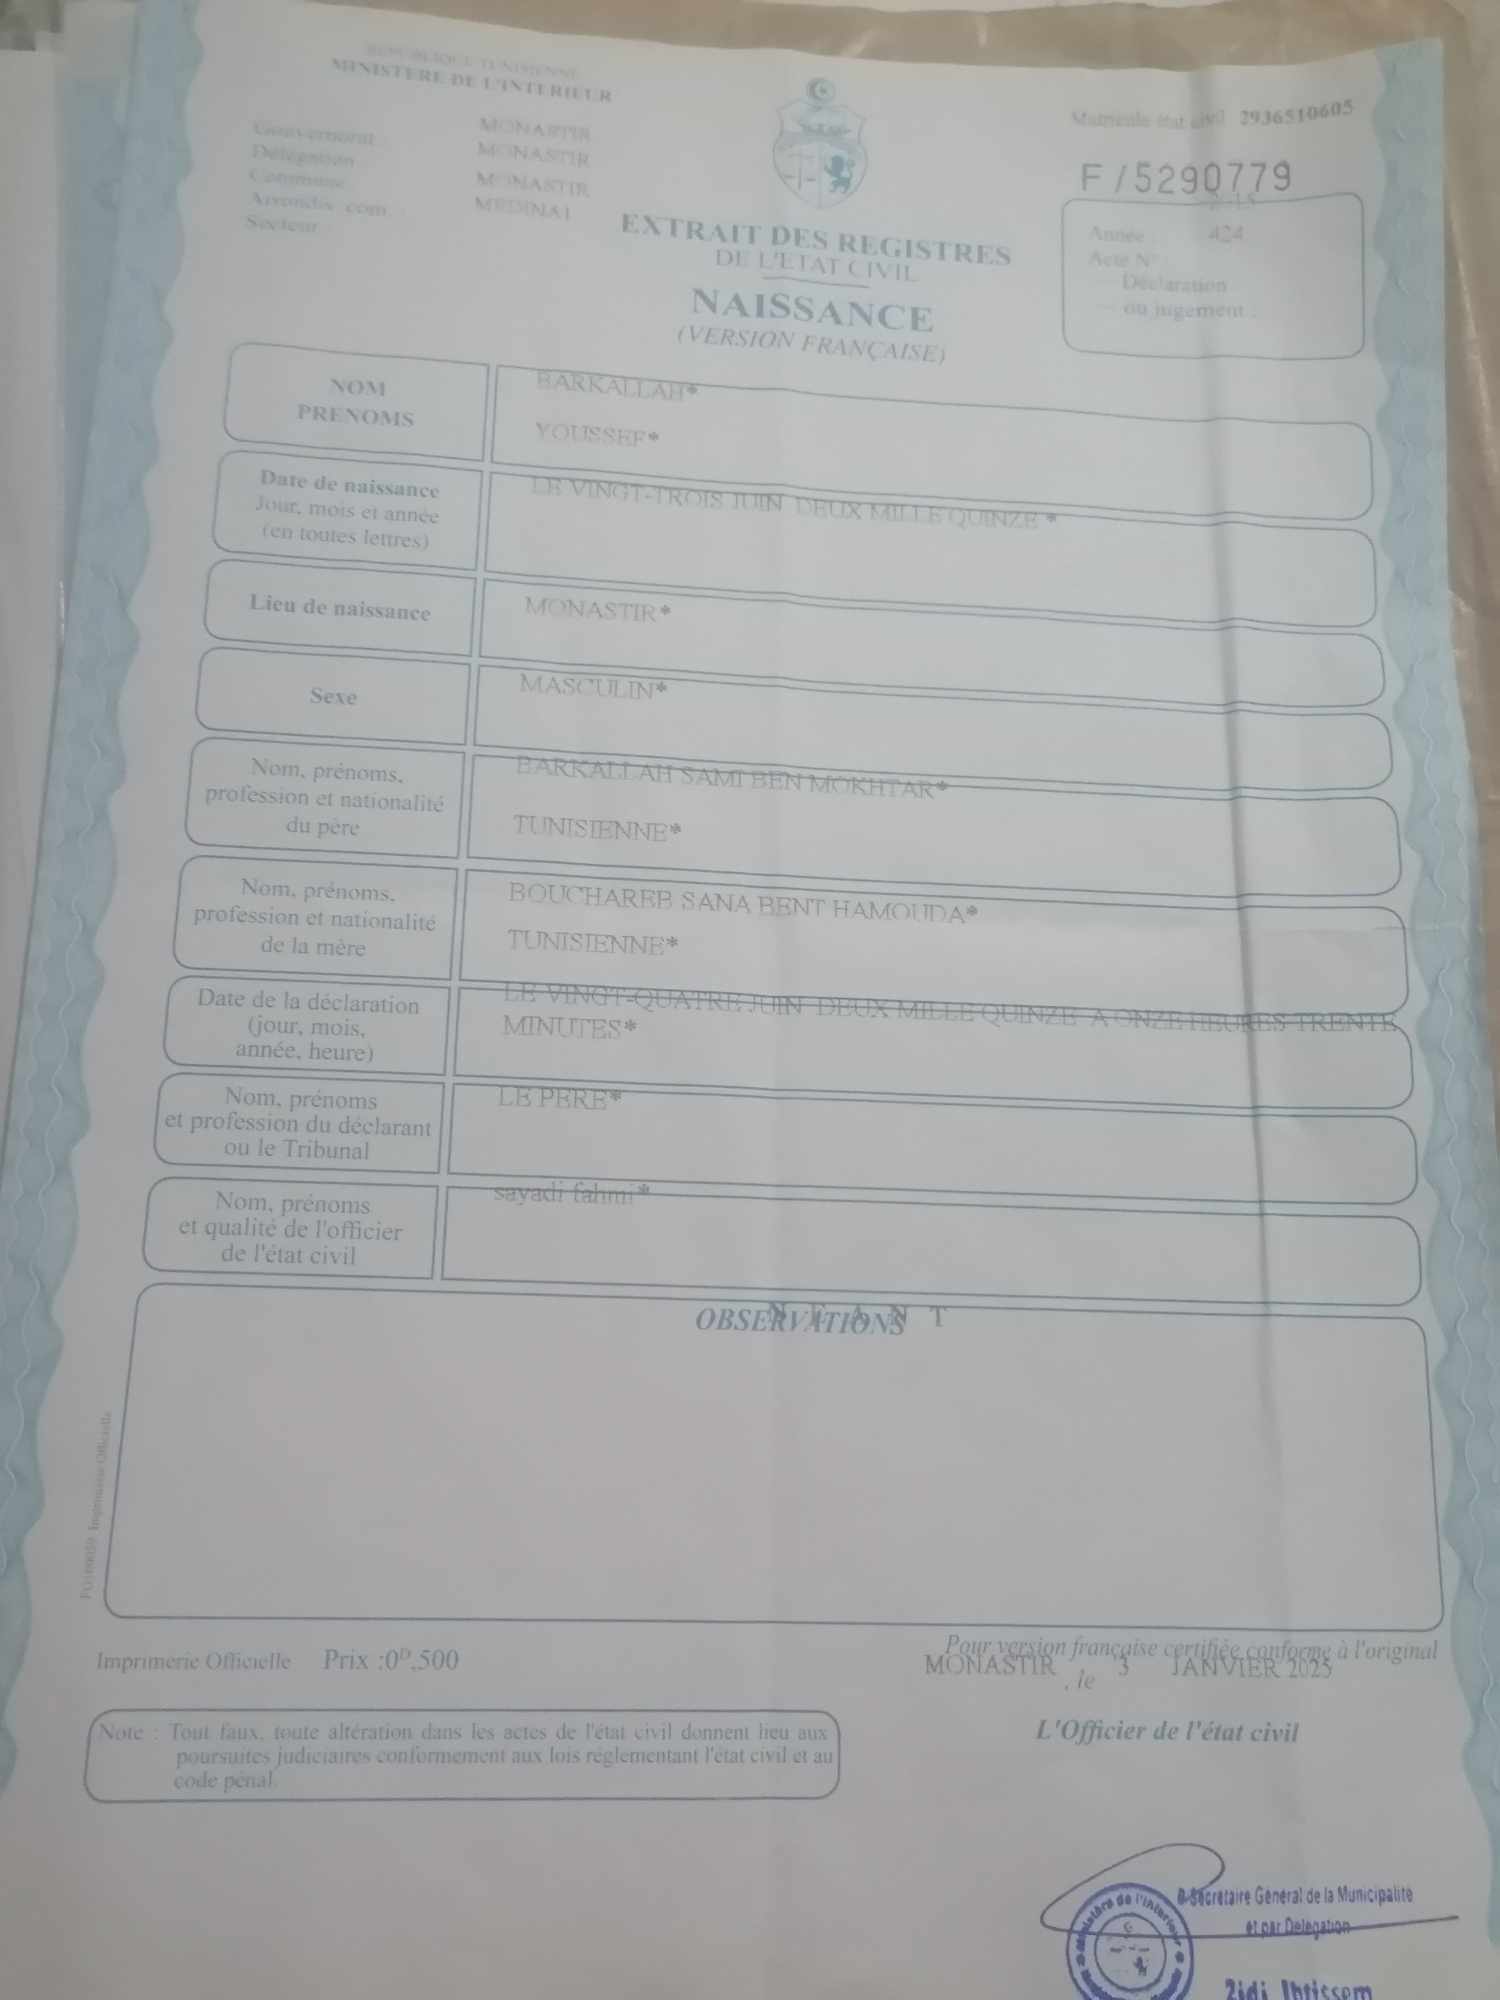 REPUBLIQUE TUNISIENNE
MINISTERE DE L'INTERIEUR
Gouvernorat : MONASTIR
Délégation MONASTIR
Commune MONASTIR
Arrondis. com. : MEDINA1
Secteur
Matricule état civil 2936510605
F / 5290779
Année :
424
Acte N°
Déclaration
ou jugement :
EXTRAIT DES REGISTRES
DE L'ETAT CIVIL
NAISSANCE
(VERSION FRANÇAISE)
NOM
PRENOMS
BARKALLAH*
YOUSSEF*
Date de naissance
Jour, mois et année
(en toutes lettres)
LE VINGT-TROIS JUIN DEUX MILLE QUINZE *
Lieu de naissance
MONASTIR*
Sexe
MASCULIN*
Nom, prénoms,
profession et nationalité
du père
BARKALLAH SAMI BEN MOKHTAR*
TUNISIENNE*
Nom, prénoms,
profession et nationalité
de la mère
BOUCHAREB SANA BENT HAMOUDA*
TUNISIENNE*
Date de la déclaration
(jour, mois,
année, heure)
LE VINGT-QUATRE JUIN DEUX MILLE QUINZE A ONZE HEURES TRENTE
MINUTES*
Nom, prénoms
et profession du déclarant
ou le Tribunal
LE PERE*
Nom, prénoms
et qualité de l'officier
de l'état civil
sayadi fahmi*
OBSERVATIONS
N E A N T
Imprimerie Officielle
Imprimerie Officielle Prix :0D,500
Pour version française certifiée conforme à l'original
MONASTIR , le 3 JANVIER 2025
L'Officier de l'état civil
Note : Tout faux, toute altération dans les actes de l'état civil donnent lieu aux
poursuites judiciaires conformement aux lois réglementant l'état civil et au
code pénal.
Secrétaire Général de la Municipalité
et par Délégation
Ministère de l'Interieur
Zidi Ibtissem